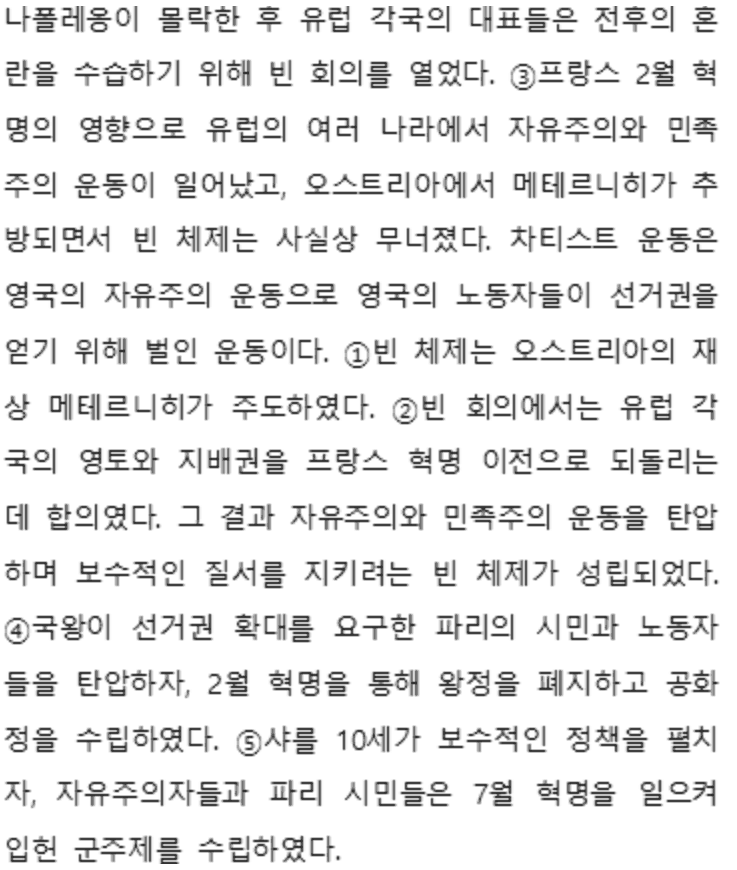 나폴레옹이 몰락한 후 유럽 각국의 대표들은 전후의 혼
란을 수습하기 위해 빈 회의를 열었다. ③프랑스 2월 혁
명의 영향으로 유럽의 여러 나라에서 자유주의와 민족
주의 운동이 일어났고, 오스트리아에서 메테르니히가 추
방되면서 빈 체제는 사실상 무너졌다. 차티스트 운동은
영국의 자유주의 운동으로 영국의 노동자들이 선거권을
얻기 위해 벌인 운동이다. ①빈 체제는 오스트리아의 재
상 메테르니히가 주도하였다. ②빈 회의에서는 유럽 각
국의 영토와 지배권을 프랑스 혁명 이전으로 되돌리는
데 합의였다. 그 결과 자유주의와 민족주의 운동을 탄압
하며 보수적인 질서를 지키려는 빈 체제가 성립되었다.
④국왕이 선거권 확대를 요구한 파리의 시민과 노동자
들을 탄압하자, 2월 혁명을 통해 왕정을 폐지하고 공화
정을 수립하였다. ⑤샤를 10세가 보수적인 정책을 펼치
자, 자유주의자들과 파리 시민들은 7월 혁명을 일으켜
입헌 군주제를 수립하였다.